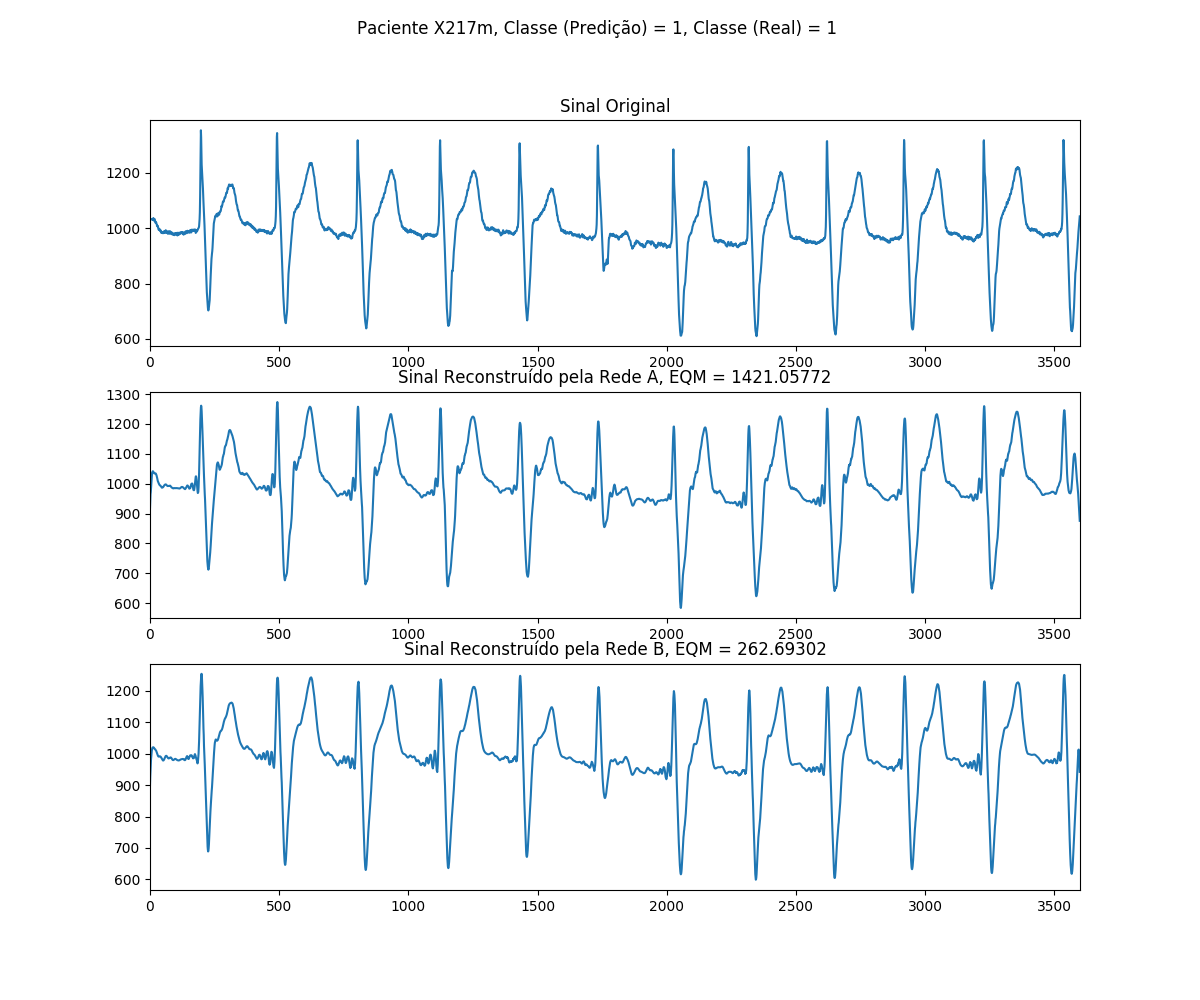 Paciente X217m, Classe (Predição) = 1, Classe (Real) = 1
Sinal Original
1200
1000
800
600
0 500 1000 1500 2000 2500 3000 3500
Sinal Reconstruído pela Rede A, EQM = 1421.05772
1300
1200
1100
1000
900
800
700
600
0 500 1000 1500 2000 2500 3000 3500
Sinal Reconstruído pela Rede B, EQM = 262.69302
1200
1100
1000
900
800
700
600
0 500 1000 1500 2000 2500 3000 3500